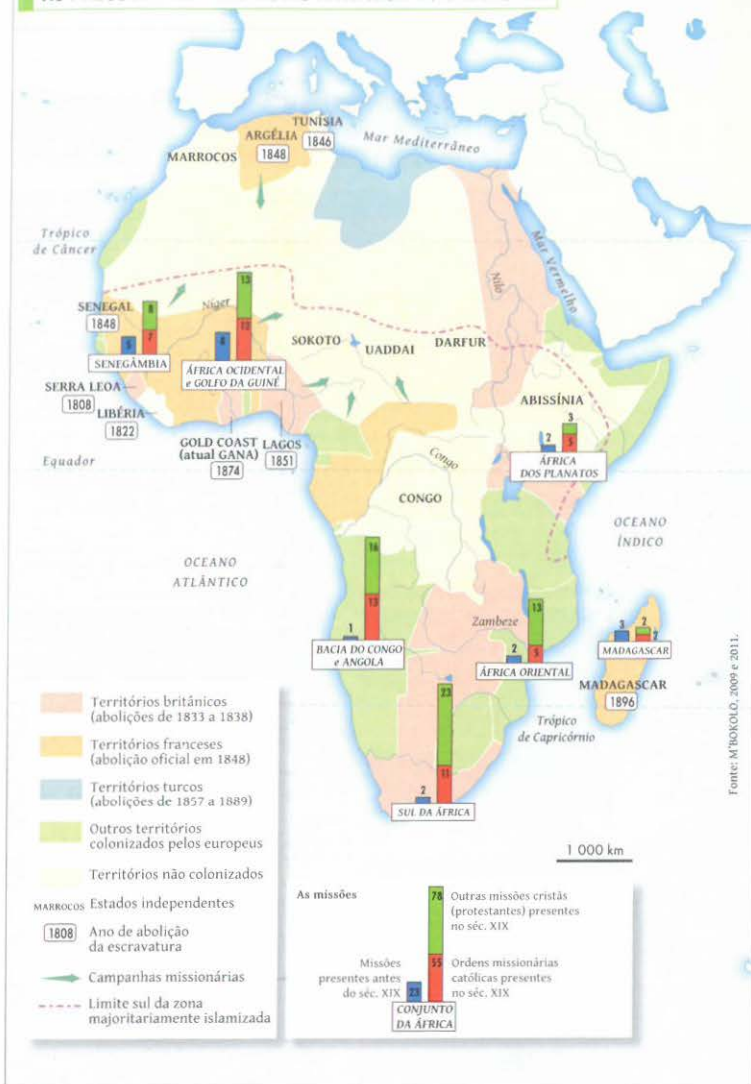 TUNÍSIA
1846
ARGÉLIA
1848
MARROCOS
Mar Mediterrâneo
Trópico
de Câncer
Mar Vermelho
Nilo
SENEGAL
1848
8
7
5
SENEGÂMBIA
Níger
13
12
8
ÁFRICA OCIDENTAL
e GOLFO DA GUINÉ
SOKOTO
UADDAI
DARFUR
SERRA LEOA
1808
LIBÉRIA
1822
GOLD COAST
(atual GANA)
1874
LAGOS
1851
ABISSÍNIA
3
2
5
ÁFRICA
DOS PLANATOS
Equador
Congo
CONGO
OCEANO
ÍNDICO
OCEANO
ATLÂNTICO
16
13
1
BACIA DO CONGO
e ANGOLA
Zambeze
13
2
5
ÁFRICA ORIENTAL
3
2
2
MADAGASCAR
MADAGASCAR
1896
Trópico
de Capricórnio
23
11
2
SUL DA ÁFRICA
1 000 km
Fonte: M'BOKOLO, 2009 e 2011.
Territórios britânicos
(abolições de 1833 a 1838)
Territórios franceses
(abolição oficial em 1848)
Territórios turcos
(abolições de 1857 a 1889)
Outros territórios
colonizados pelos europeus
Territórios não colonizados
MARROCOS Estados independentes
1808 Ano de abolição
da escravatura
Campanhas missionárias
Limite sul da zona
majoritariamente islamizada
As missões
78 Outras missões cristãs
(protestantes) presentes
no séc. XIX
Missões
presentes antes
do séc. XIX
23
55 Ordens missionárias
católicas presentes
no séc. XIX
CONJUNTO
DA ÁFRICA